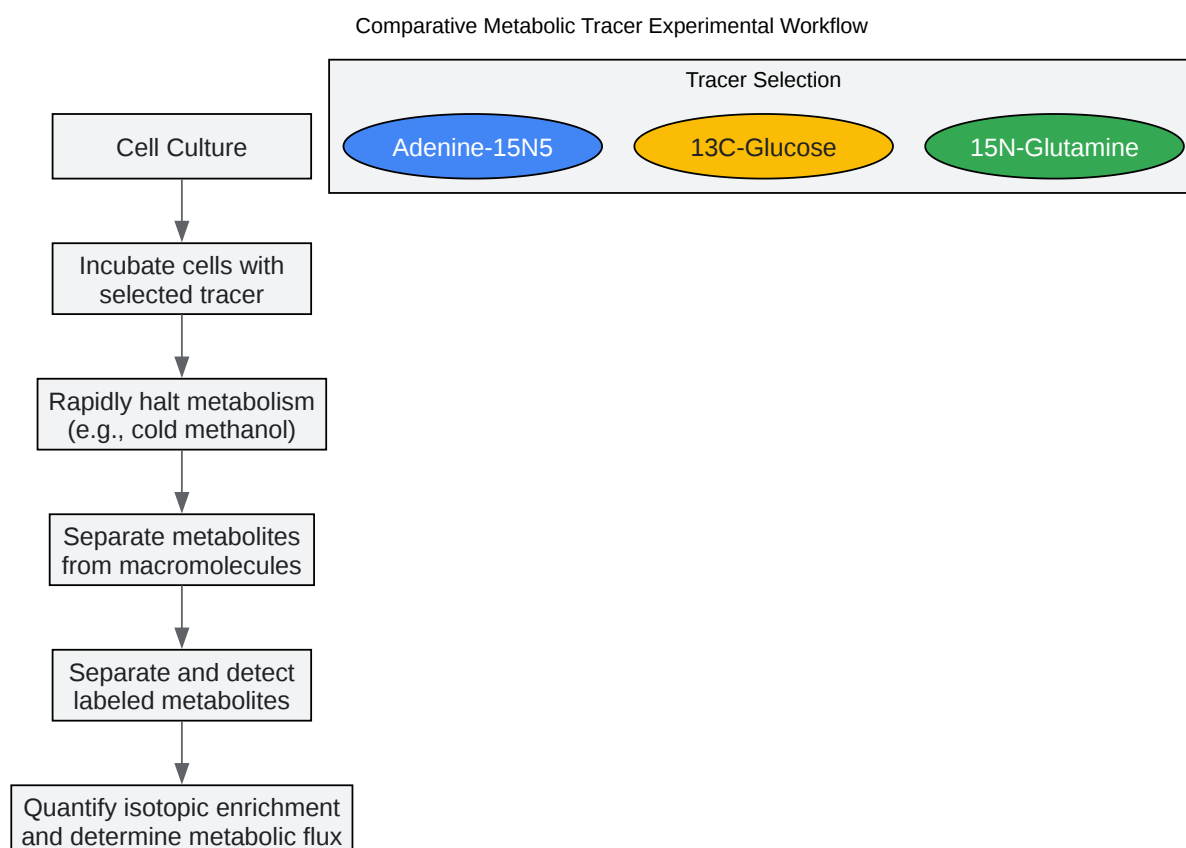 Comparative Metabolic Tracer Experimental Workflow
Tracer Selection
Cell Culture
Adenine-15N5
13C-Glucose
15N-Glutamine
Incubate cells with
selected tracer
Rapidly halt metabolism
(e.g., cold methanol)
Separate metabolites
from macromolecules
Separate and detect
labeled metabolites
Quantify isotopic enrichment
and determine metabolic flux